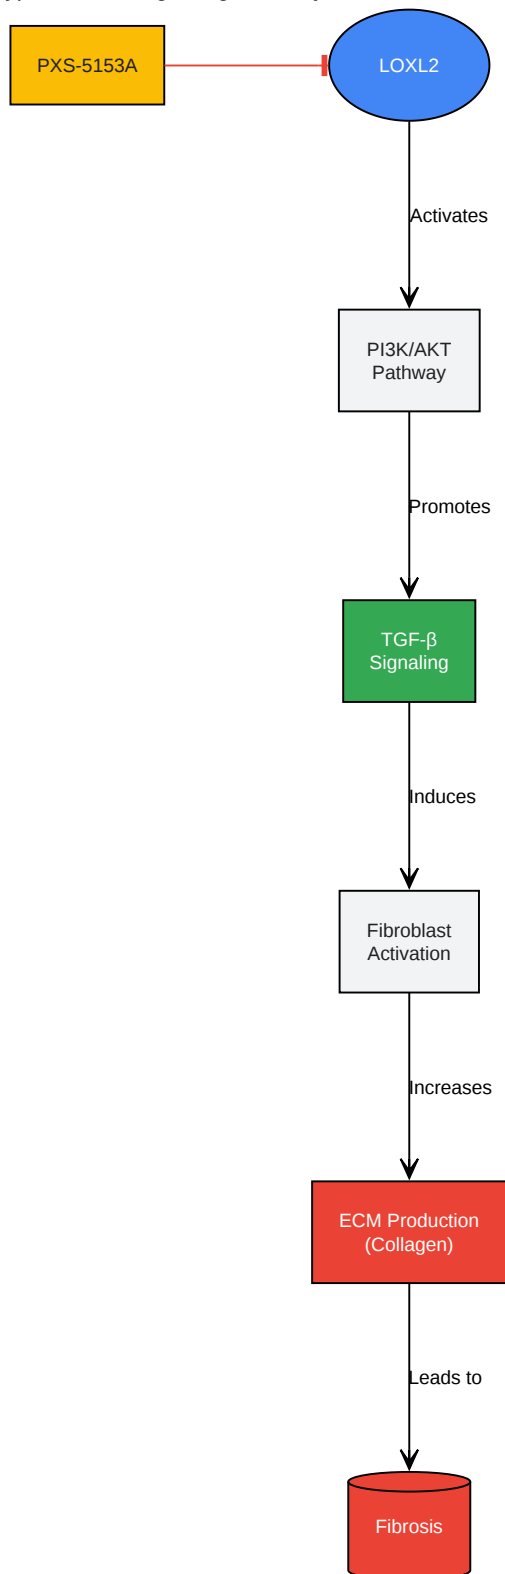 PXS-5153A
LOXL2
Activates
PI3K/AKT
Pathway
Promotes
TGF-β
Signaling
Induces
Fibroblast
Activation
Increases
ECM Production
(Collagen)
Leads to
Fibrosis